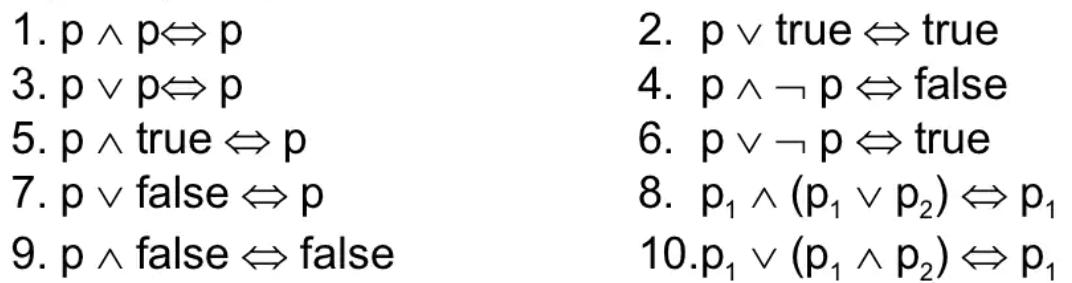 1. p ∧ p⇔ p
2. p ∨ true ⇔ true
3. p ∨ p⇔ p
4. p ∧ ¬ p ⇔ false
5. p ∧ true ⇔ p
6. p ∨ ¬ p ⇔ true
7. p ∨ false ⇔ p
8. p₁ ∧ (p₁ ∨ p₂) ⇔ p₁
9. p ∧ false ⇔ false
10.p₁ ∨ (p₁ ∧ p₂) ⇔ p₁